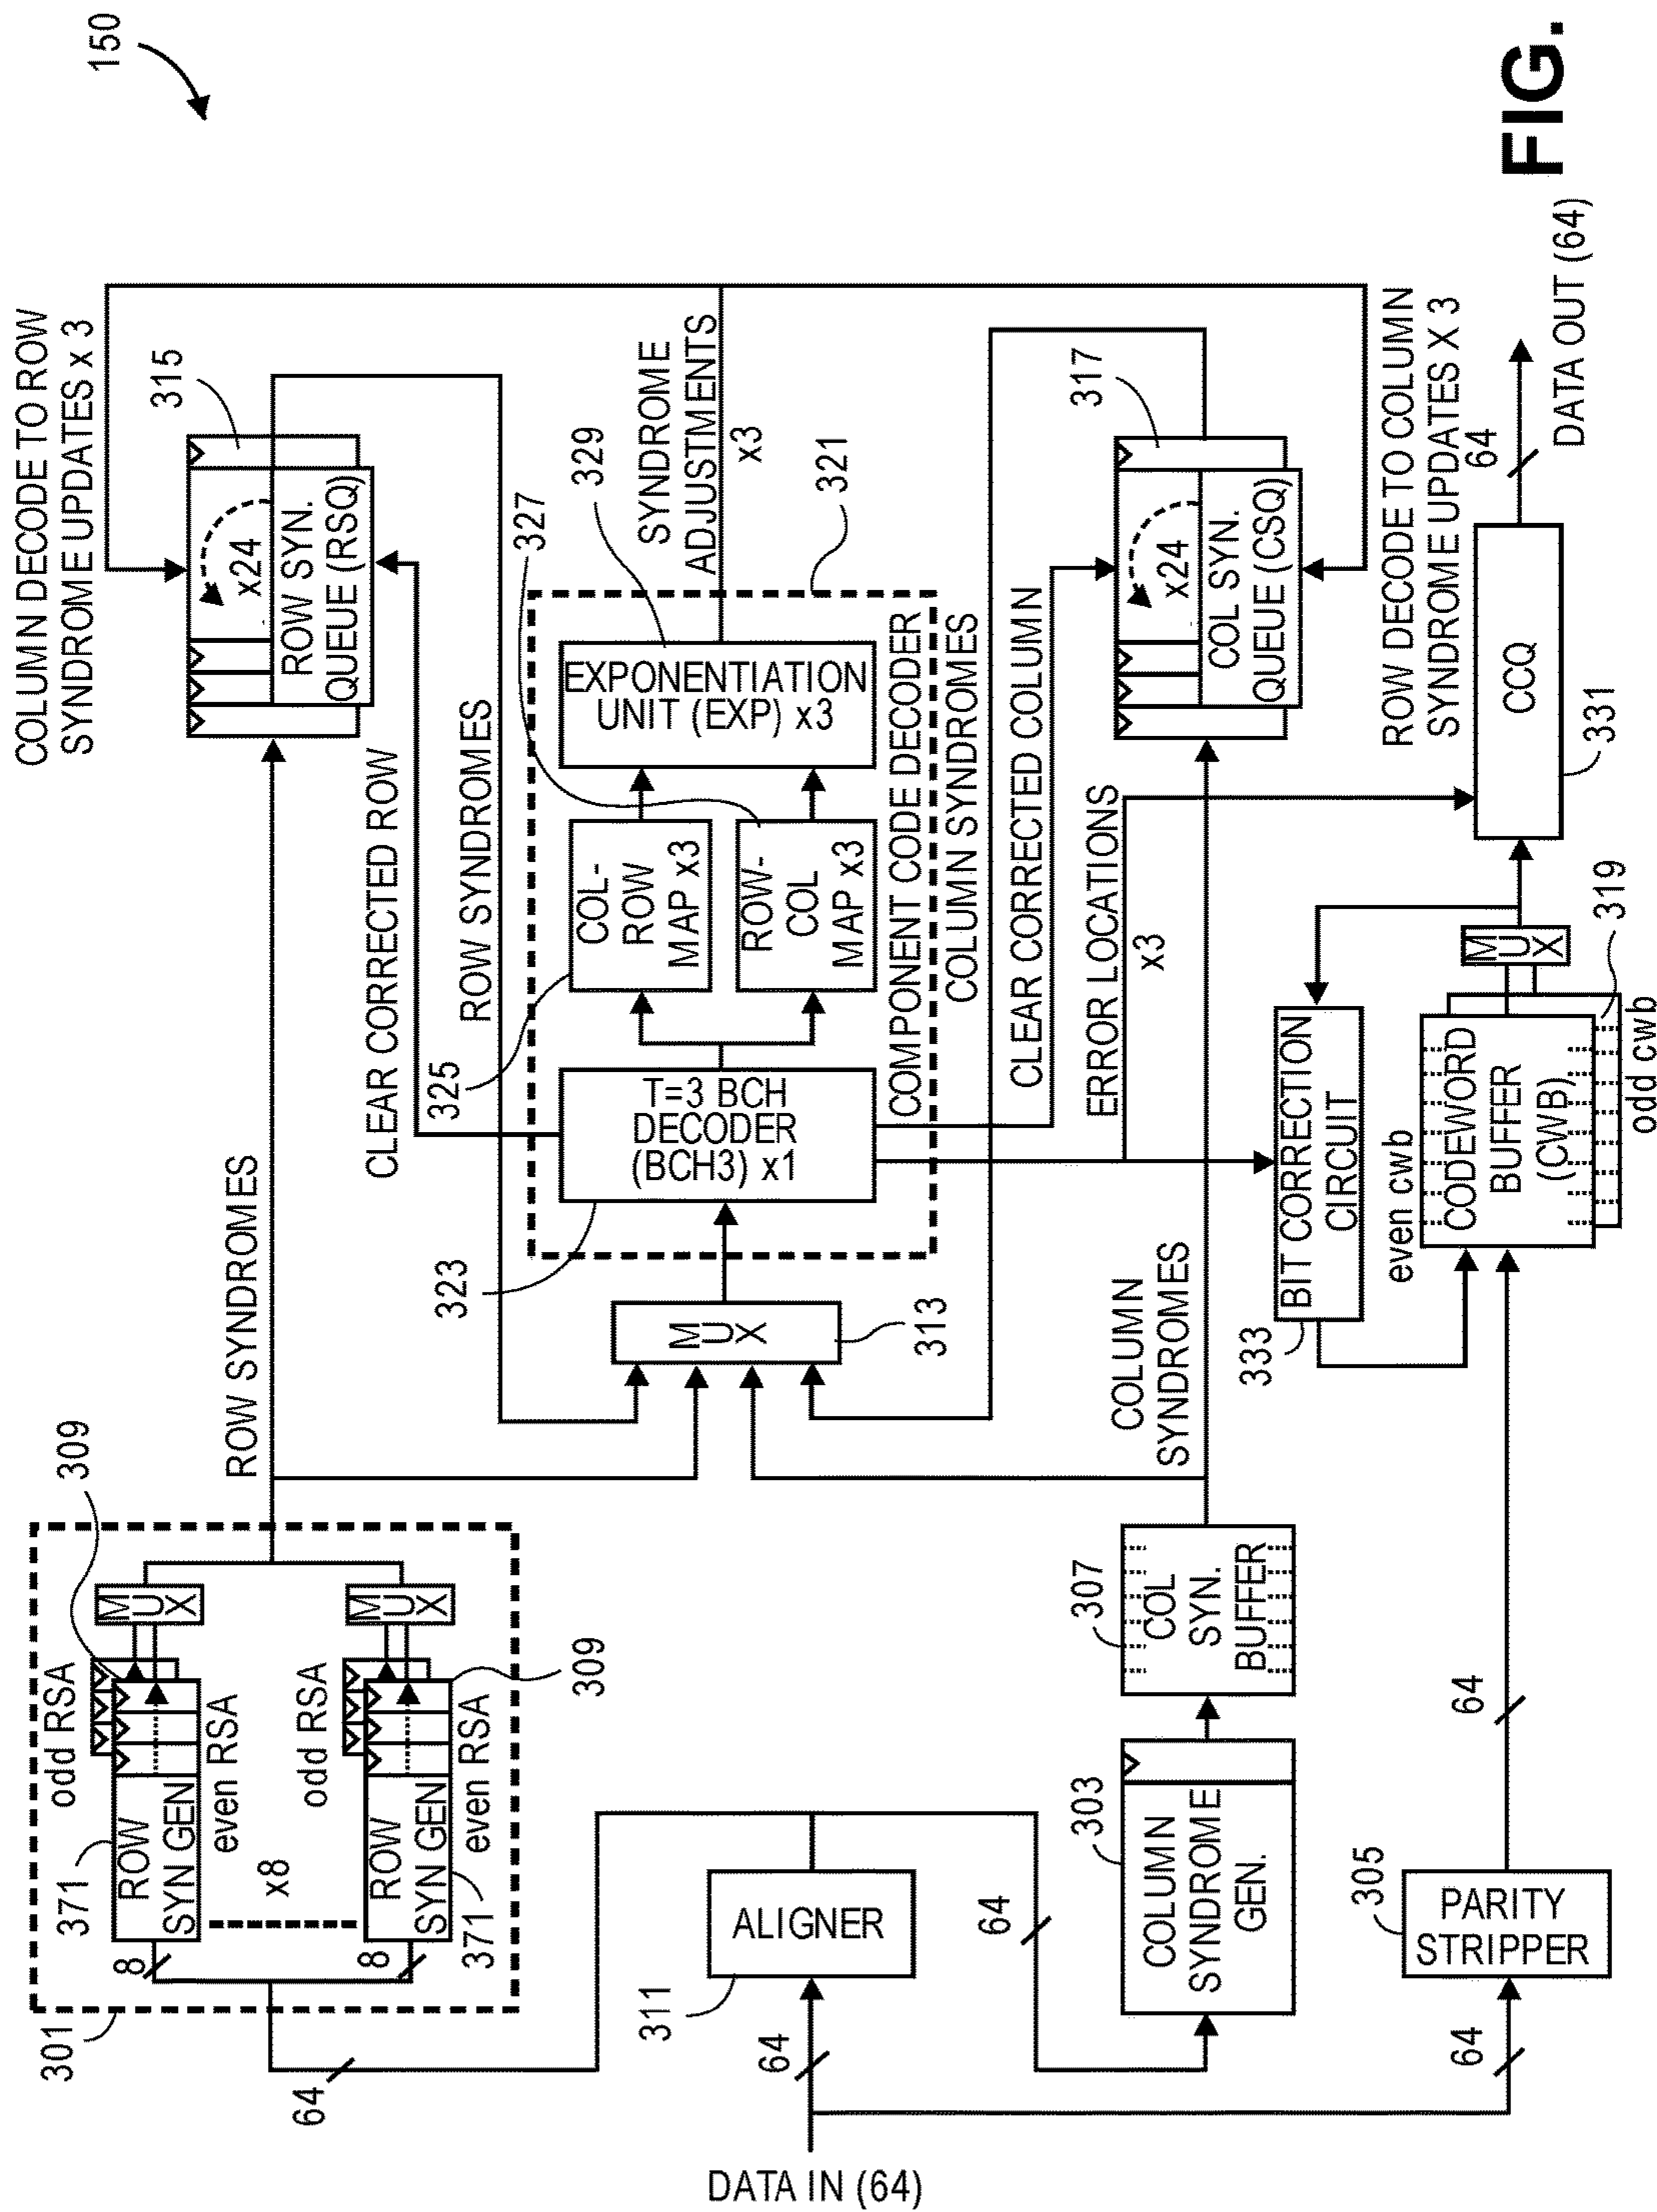 150
COLUMN DECODE TO ROW
SYNDROME UPDATES x 3
315
x24
ROW SYN.
QUEUE (RSQ)
CLEAR CORRECTED ROW
ROW SYNDROMES
ROW SYNDROMES
309
odd RSA
MUX
371
ROW
SYN GEN
even RSA
8
x8
odd RSA
MUX
309
ROW
SYN GEN
even RSA
371
8
301
64
SYNDROME
ADJUSTMENTS
x3
327
329
321
EXPONENTIATION
UNIT (EXP) x3
COL-
ROW
MAP x3
ROW-
COL
MAP x3
325
T=3 BCH
DECODER
(BCH3) x1
323
COMPONENT CODE DECODER
MUX
313
COLUMN SYNDROMES
CLEAR CORRECTED COLUMN
ERROR LOCATIONS
x3
317
x24
COL SYN.
QUEUE (CSQ)
ROW DECODE TO COLUMN
SYNDROME UPDATES X 3
COLUMN
SYNDROMES
307
COL
SYN.
BUFFER
303
COLUMN
SYNDROME
GEN.
64
ALIGNER
311
64
DATA IN (64)
64
305
PARITY
STRIPPER
64
333
BIT CORRECTION
CIRCUIT
even cwb
CODEWORD
BUFFER
(CWB)
odd cwb
319
MUX
CCQ
331
64
DATA OUT (64)
FIG.